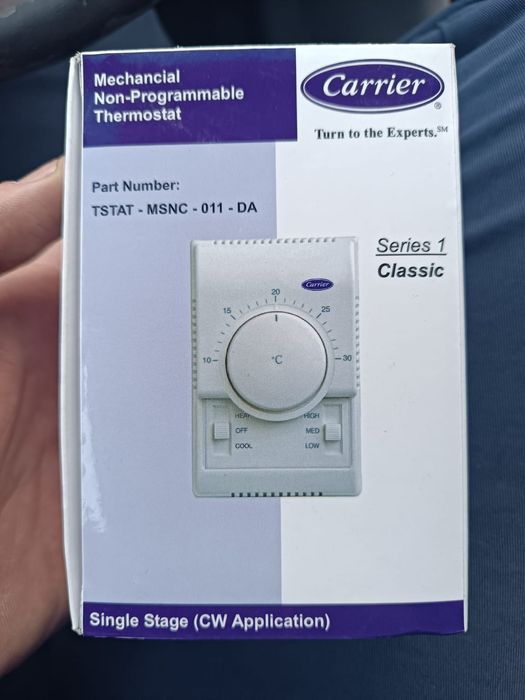 Mechancial
Non-Programmable
Thermostat
Carrier
®
Turn to the Experts.SM
Part Number:
TSTAT - MSNC - 011 - DA
Series 1
Classic
Carrier
20
15
25
10
°C
30
HEAT
HIGH
OFF
MED
COOL
LOW
Single Stage (CW Application)